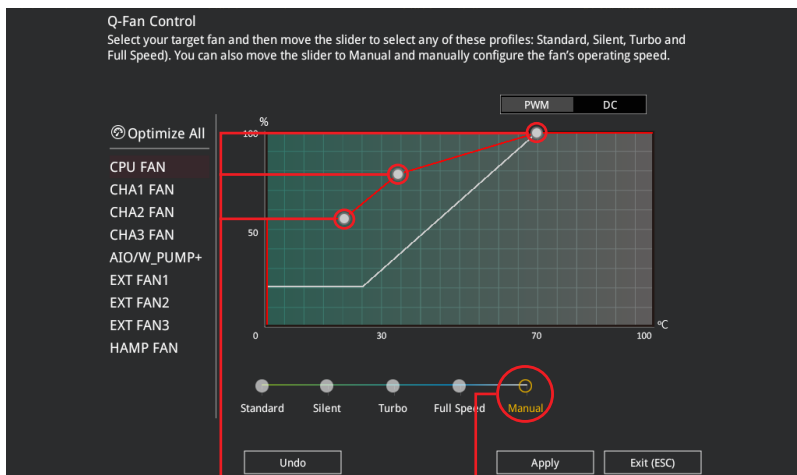 Q-Fan Control
Select your target fan and then move the slider to select any of these profiles: Standard, Silent, Turbo and
Full Speed). You can also move the slider to Manual and manually configure the fan's operating speed.
PWM DC
Optimize All
%
100
CPU FAN
CHA1 FAN
CHA2 FAN
CHA3 FAN
50
AIO/W_PUMP+
EXT FAN1
EXT FAN2
EXT FAN3
HAMP FAN
0 30 70 100 ºC
Standard Silent Turbo Full Speed Manual
Undo Apply Exit (ESC)